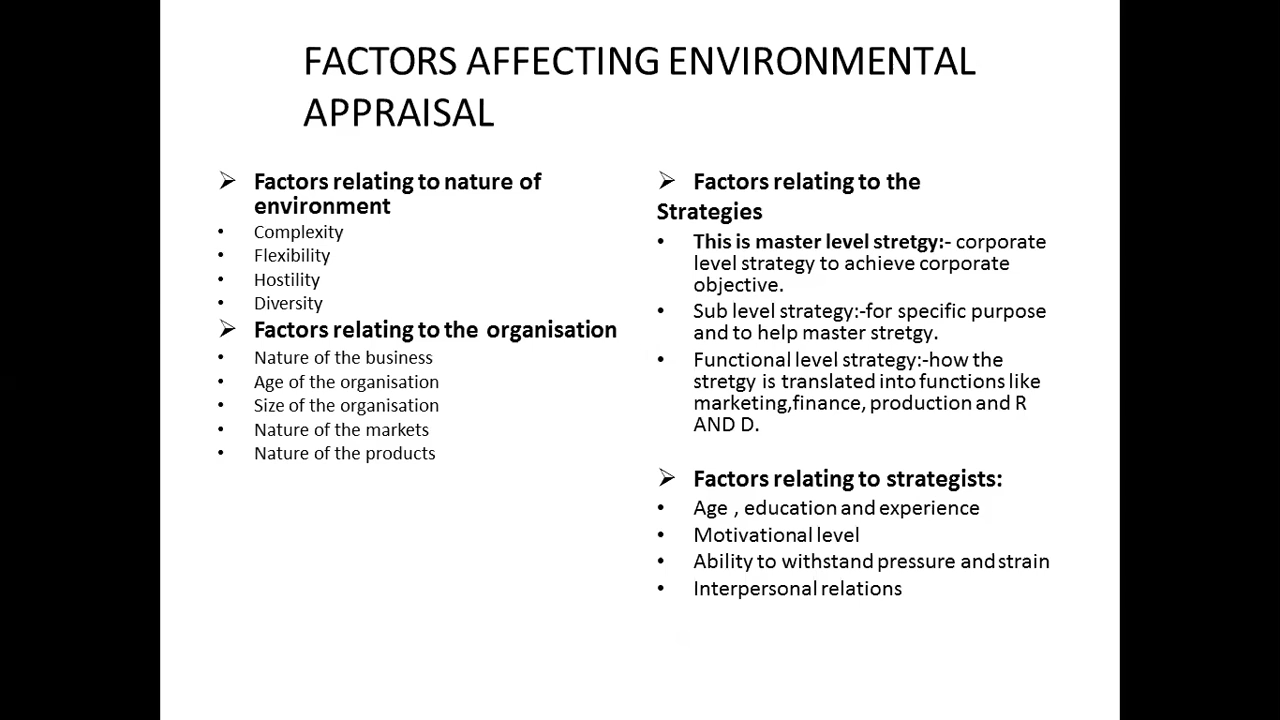 FACTORS AFFECTING ENVIRONMENTAL
APPRAISAL
Factors relating to nature of
environment
Complexity
Flexibility
Hostility
Diversity
Factors relating to the organisation
Nature of the business
Age of the organisation
Size of the organisation
Nature of the markets
Nature of the products
Factors relating to the
Strategies
This is master level stretgy:- corporate
level strategy to achieve corporate
objective.
Sub level strategy:-for specific purpose
and to help master stretgy.
Functional level strategy:-how the
stretgy is translated into functions like
marketing,finance, production and R
AND D.
Factors relating to strategists:
Age , education and experience
Motivational level
Ability to withstand pressure and strain
Interpersonal relations